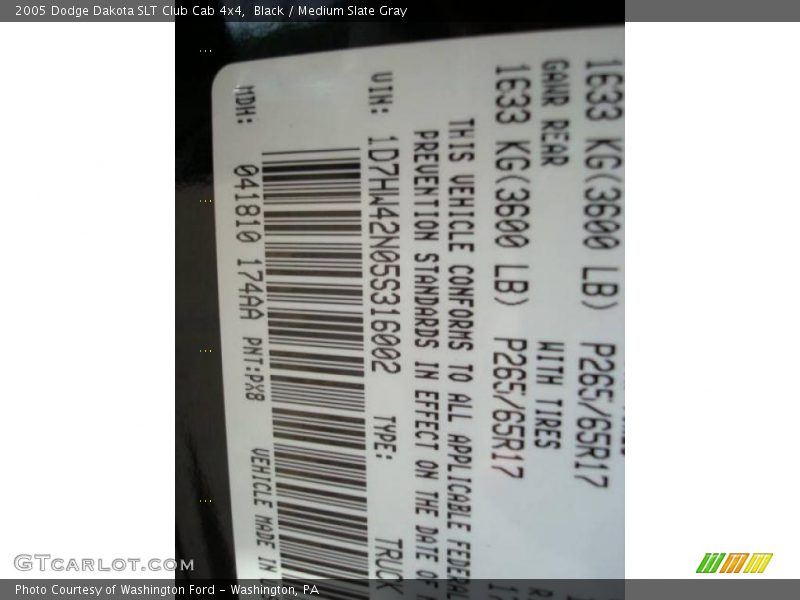 2005 Dodge Dakota SLT Club Cab 4x4, Black / Medium Slate Gray
1633 KG(3600 LB) P265/65R17
GAWR REAR WITH TIRES
1633 KG(3600 LB) P265/65R17
THIS VEHICLE CONFORMS TO ALL APPLICABLE FEDERAL
PREVENTION STANDARDS IN EFFECT ON THE DATE OF
VIN: 1D7HW42N05S316002 TYPE: TRUCK
MDH: 041810 174AA PNT:PX8 VEHICLE MADE IN
GTcarlot.com
Photo Courtesy of Washington Ford - Washington, PA